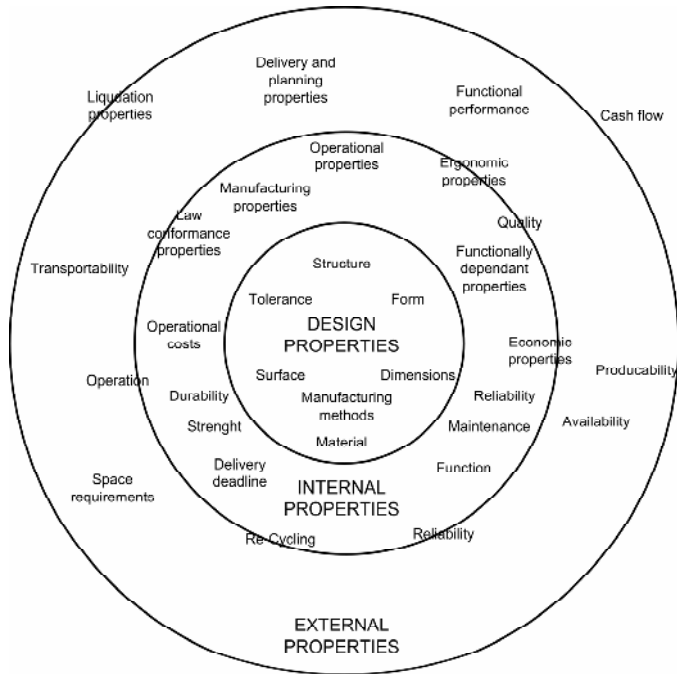 Delivery and
planning
properties
Liqudation
properties
Functional
performance
Cash flow
Operational
properties
Ergonomic
properties
Manufacturing
properties
Law
conformance
properties
Quality
Functionally
dependant
properties
Transportability
Structure
Tolerance
Form
DESIGN
PROPERTIES
Operational
costs
Economic
properties
Producability
Operation
Surface
Dimensions
Durability
Manufacturing
methods
Reliability
Strenght
Maintenance
Availability
Material
Delivery
deadline
Function
Space
requirements
INTERNAL
PROPERTIES
Re-Cycling
Reliability
EXTERNAL
PROPERTIES